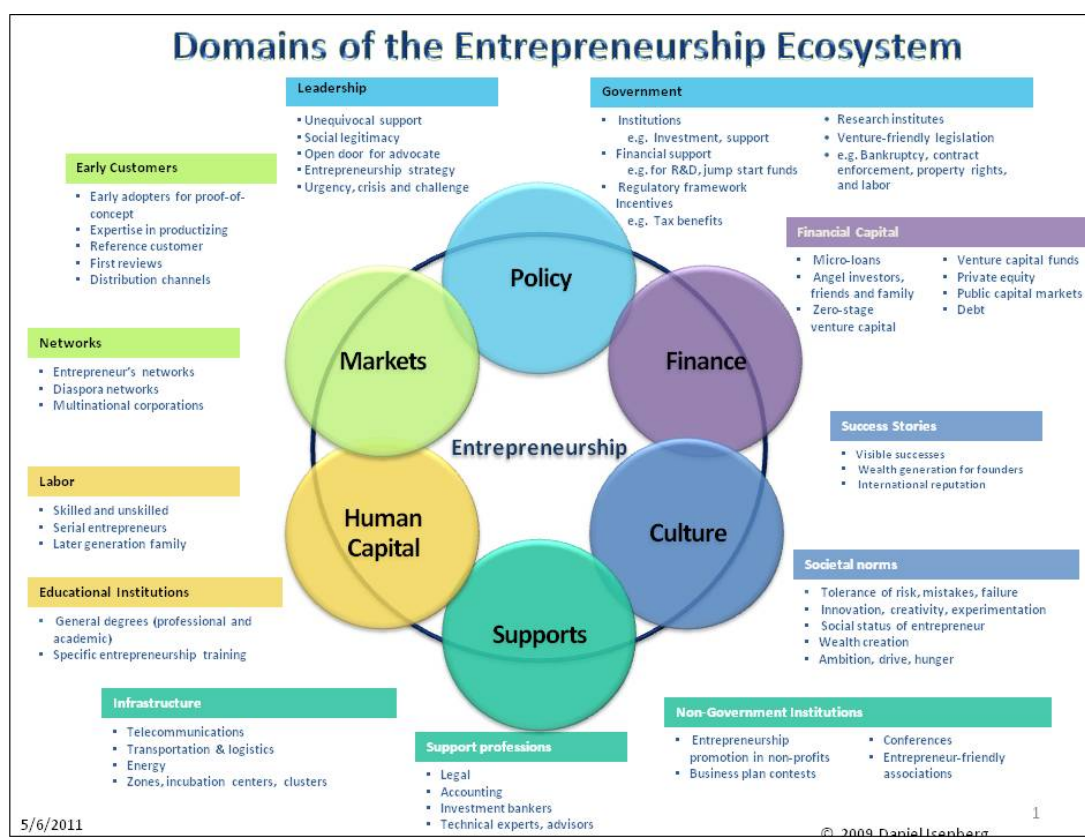 Domains of the Entrepreneurship Ecosystem
Leadership
▪ Unequivocal support
▪ Social legitimacy
▪ Open door for advocate
▪ Entrepreneurship strategy
▪ Urgency, crisis and challenge
Government
• Institutions
e.g. Investment, support
• Financial support
e.g. for R&D, jump start funds
• Regulatory framework
Incentives
e.g. Tax benefits
• Research institutes
• Venture-friendly legislation
• e.g. Bankruptcy, contract
enforcement, property rights,
and labor
Early Customers
▪ Early adopters for proof-of-
concept
▪ Expertise in productizing
▪ Reference customer
▪ First reviews
▪ Distribution channels
Financial Capital
▪ Micro-loans
▪ Angel investors,
friends and family
▪ Zero-stage
venture capital
▪ Venture capital funds
▪ Private equity
▪ Public capital markets
▪ Debt
Networks
▪ Entrepreneur's networks
▪ Diaspora networks
▪ Multinational corporations
Policy
Markets
Finance
Entrepreneurship
Human
Capital
Culture
Supports
Success Stories
▪ Visible successes
▪ Wealth generation for founders
▪ International reputation
Labor
▪ Skilled and unskilled
▪ Serial entrepreneurs
▪ Later generation family
Societal norms
▪ Tolerance of risk, mistakes, failure
▪ Innovation, creativity, experimentation
▪ Social status of entrepreneur
▪ Wealth creation
▪ Ambition, drive, hunger
Educational Institutions
▪ General degrees (professional and
academic)
▪ Specific entrepreneurship training
Infrastructure
▪ Telecommunications
▪ Transportation & logistics
▪ Energy
▪ Zones, incubation centers, clusters
Support professions
▪ Legal
▪ Accounting
▪ Investment bankers
▪ Technical experts, advisors
Non-Government Institutions
▪ Entrepreneurship
promotion in non-profits
▪ Business plan contests
▪ Conferences
▪ Entrepreneur-friendly
associations
5/6/2011
1
© 2009 Daniel Isenberg